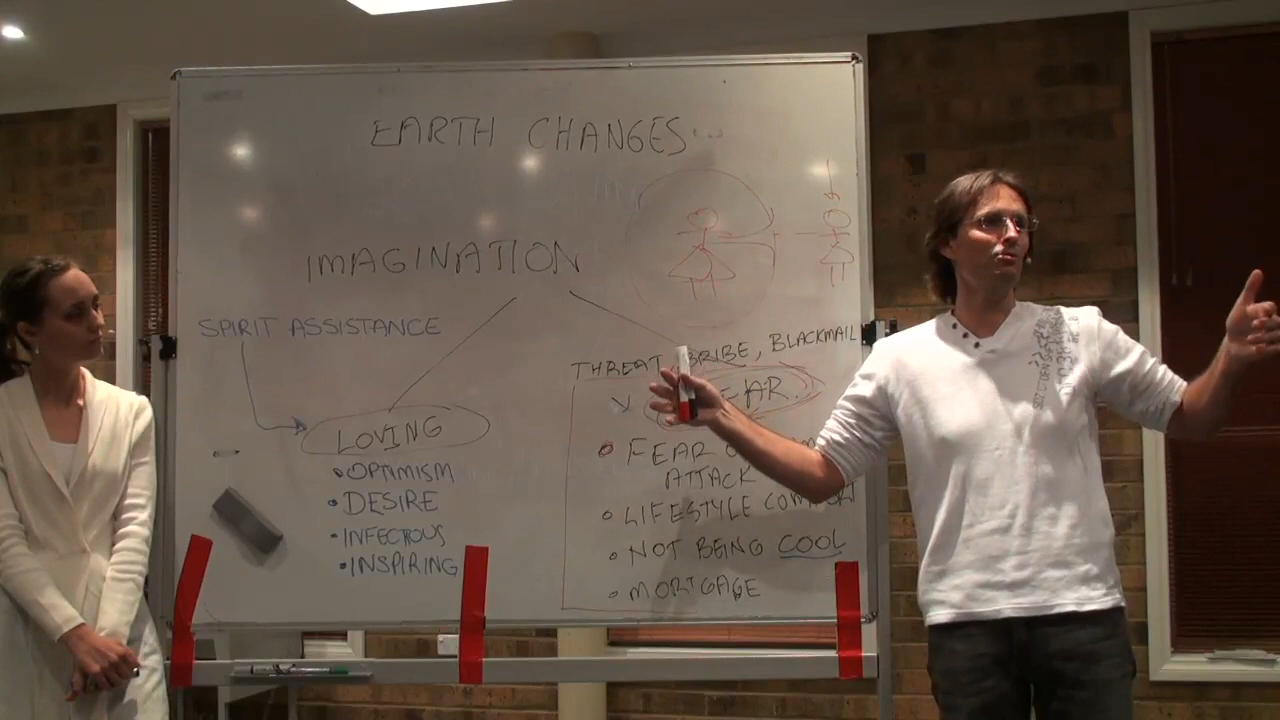 EARTH CHANGES
IMAGINATION
SPIRIT ASSISTANCE
THREAT, BRIBE, BLACKMAIL
LOVING
•OPTIMISM
•DESIRE
•INFECTIOUS
•INSPIRING
FEAR
ATTACK
LIFESTYLE COMFORT
NOT BEING COOL
MORTGAGE